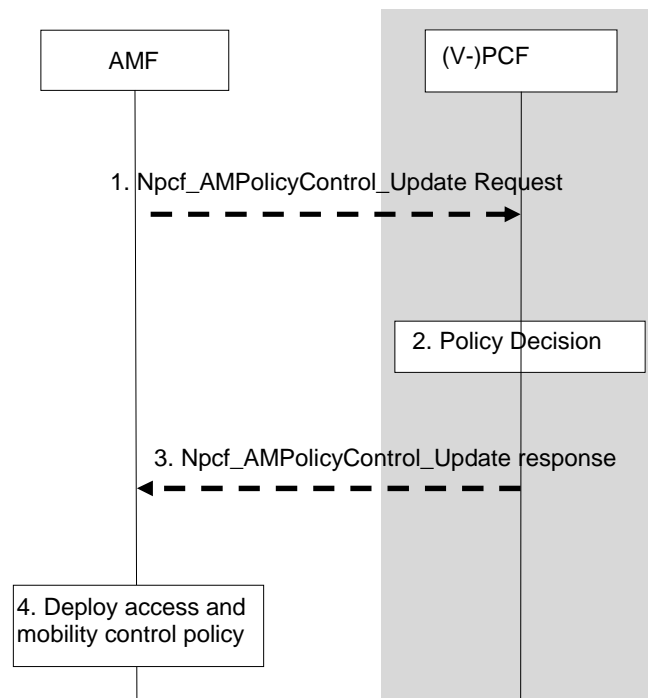 AMF
(V-)PCF
1. Npcf_AMPolicyControl_Update Request
2. Policy Decision
3. Npcf_AMPolicyControl_Update response
4. Deploy access and
mobility control policy